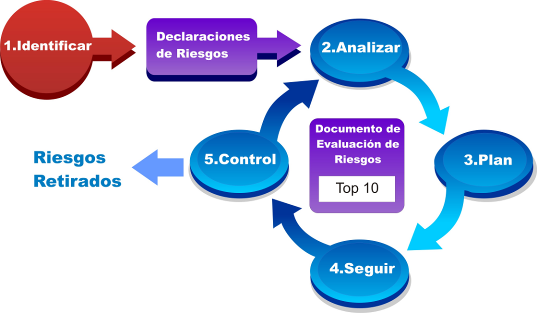 1.Identificar
Declaraciones
de Riesgos
2.Analizar
3.Plan
4.Seguir
5.Control
Documento de
Evaluación de
Riesgos
Top 10
Riesgos
Retirados